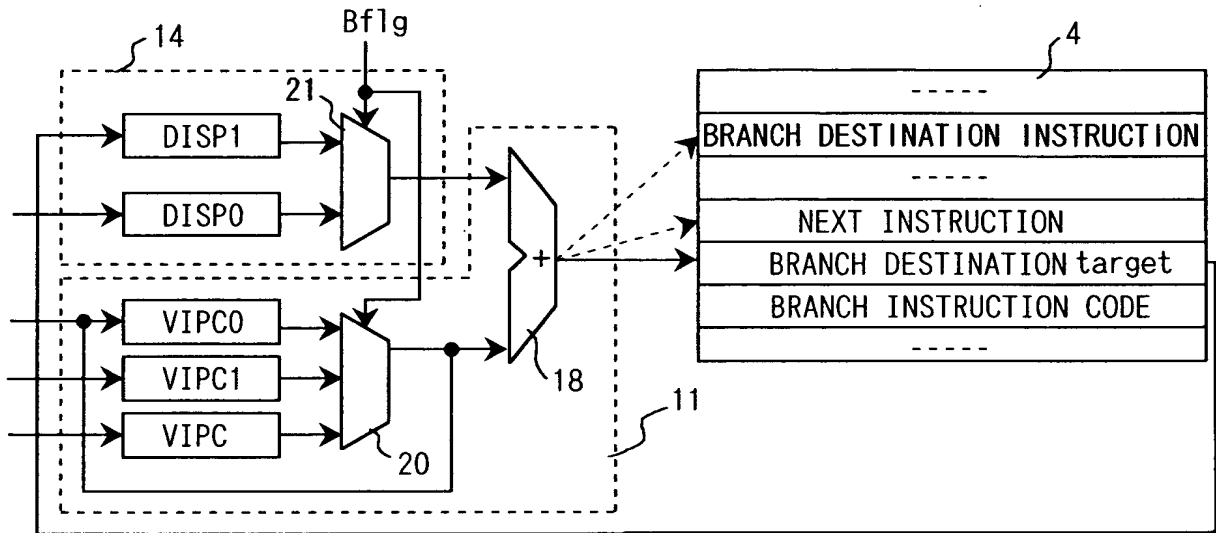 Bflg
14
4
21
-----
DISP1
BRANCH DESTINATION INSTRUCTION
-----
DISP0
NEXT INSTRUCTION
+
BRANCH DESTINATION target
BRANCH INSTRUCTION CODE
VIPC0
-----
18
VIPC1
11
VIPC
20